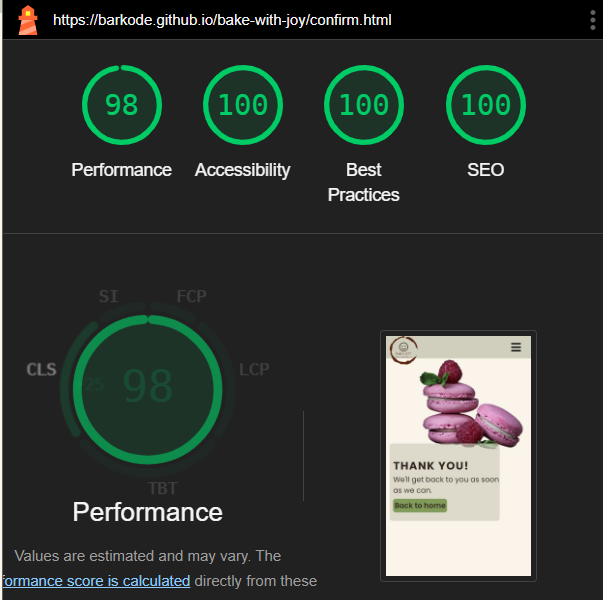 https://barkode.github.io/bake-with-joy/confirm.html
98
100
100
100
Performance
Accessibility
Best
Practices
SEO
SI
FCP
CLS
25
98
LCP
TBT
Performance
Values are estimated and may vary. The
formance score is calculated directly from these
THANK YOU!
We'll get back to you as soon
as we can.
Back to home